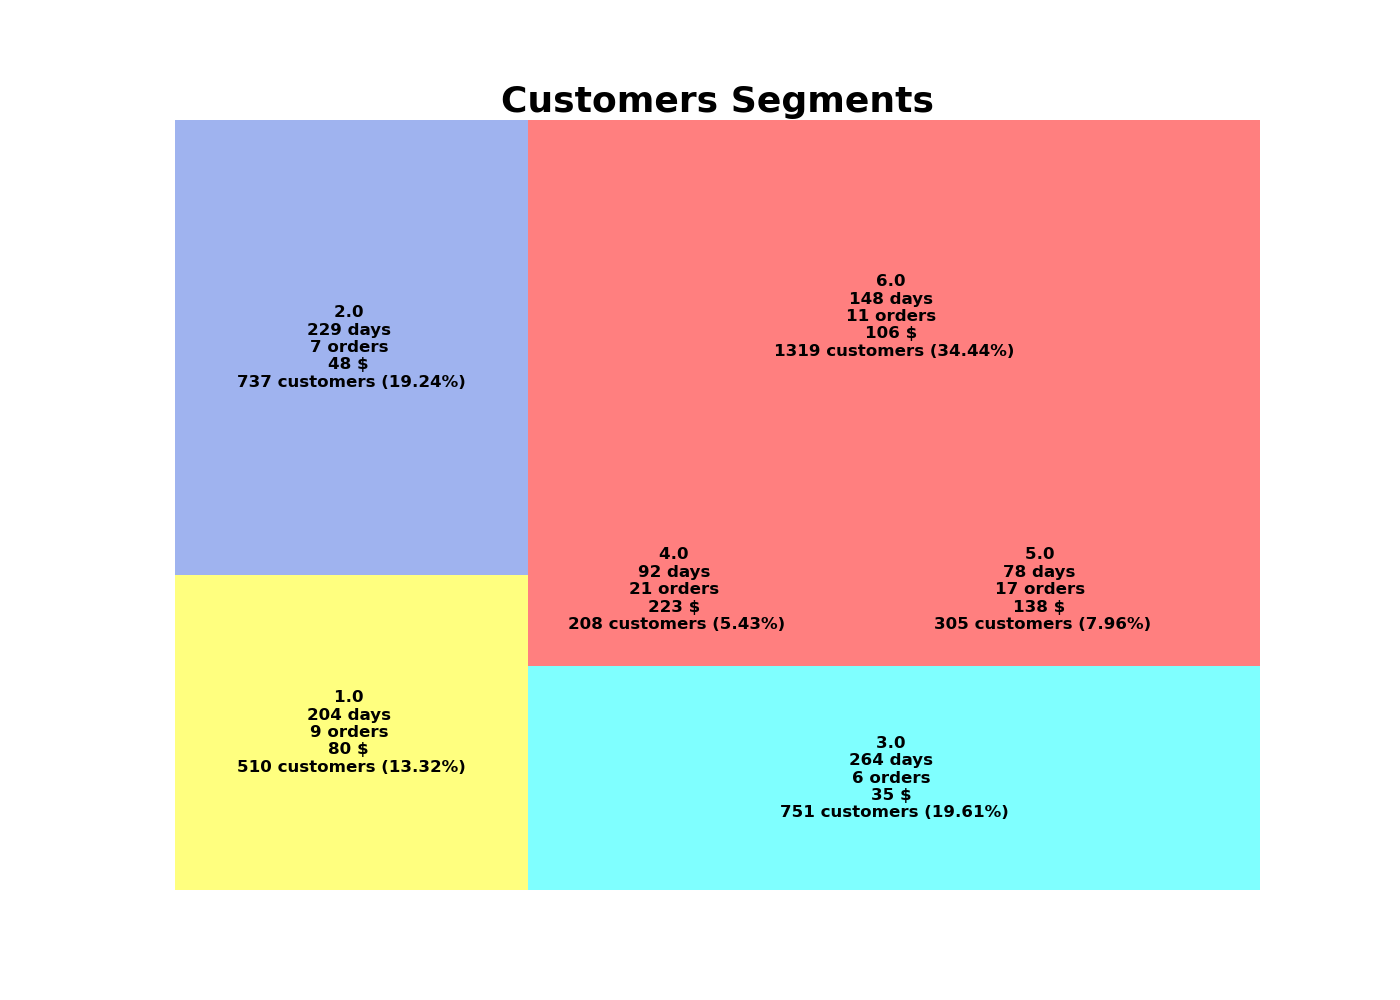 Customers Segments
2.0
229 days
7 orders
48 $
737 customers (19.24%)
6.0
148 days
11 orders
106 $
1319 customers (34.44%)
4.0
92 days
21 orders
223 $
208 customers (5.43%)
5.0
78 days
17 orders
138 $
305 customers (7.96%)
1.0
204 days
9 orders
80 $
510 customers (13.32%)
3.0
264 days
6 orders
35 $
751 customers (19.61%)